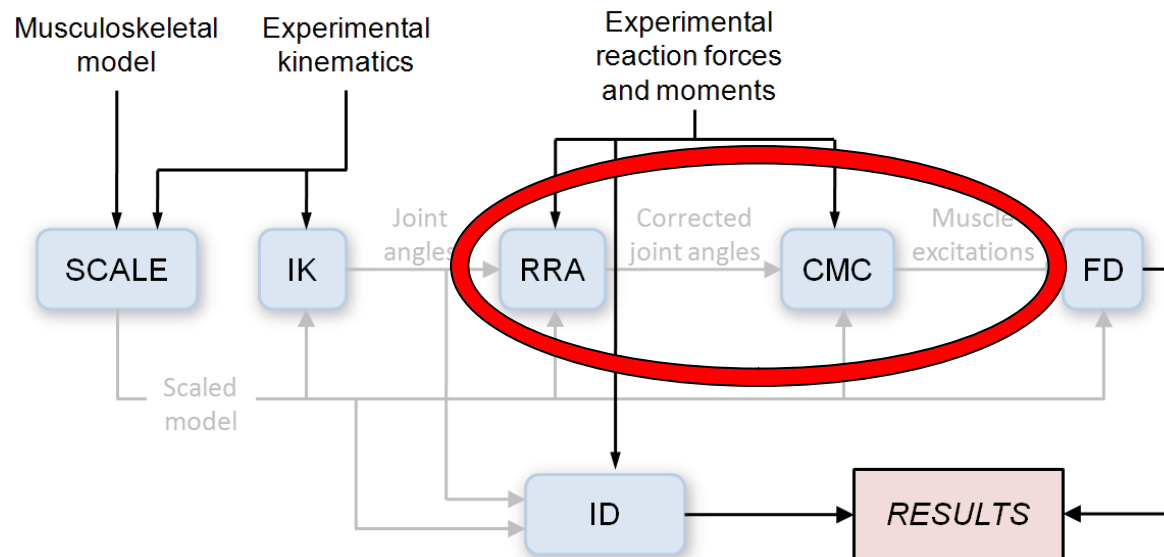 Musculoskeletal
model
Experimental
kinematics
Experimental
reaction forces
and moments
Joint
angles
Corrected
joint angles
Muscle
excitations
SCALE
IK
RRA
CMC
FD
Scaled
model
ID
RESULTS